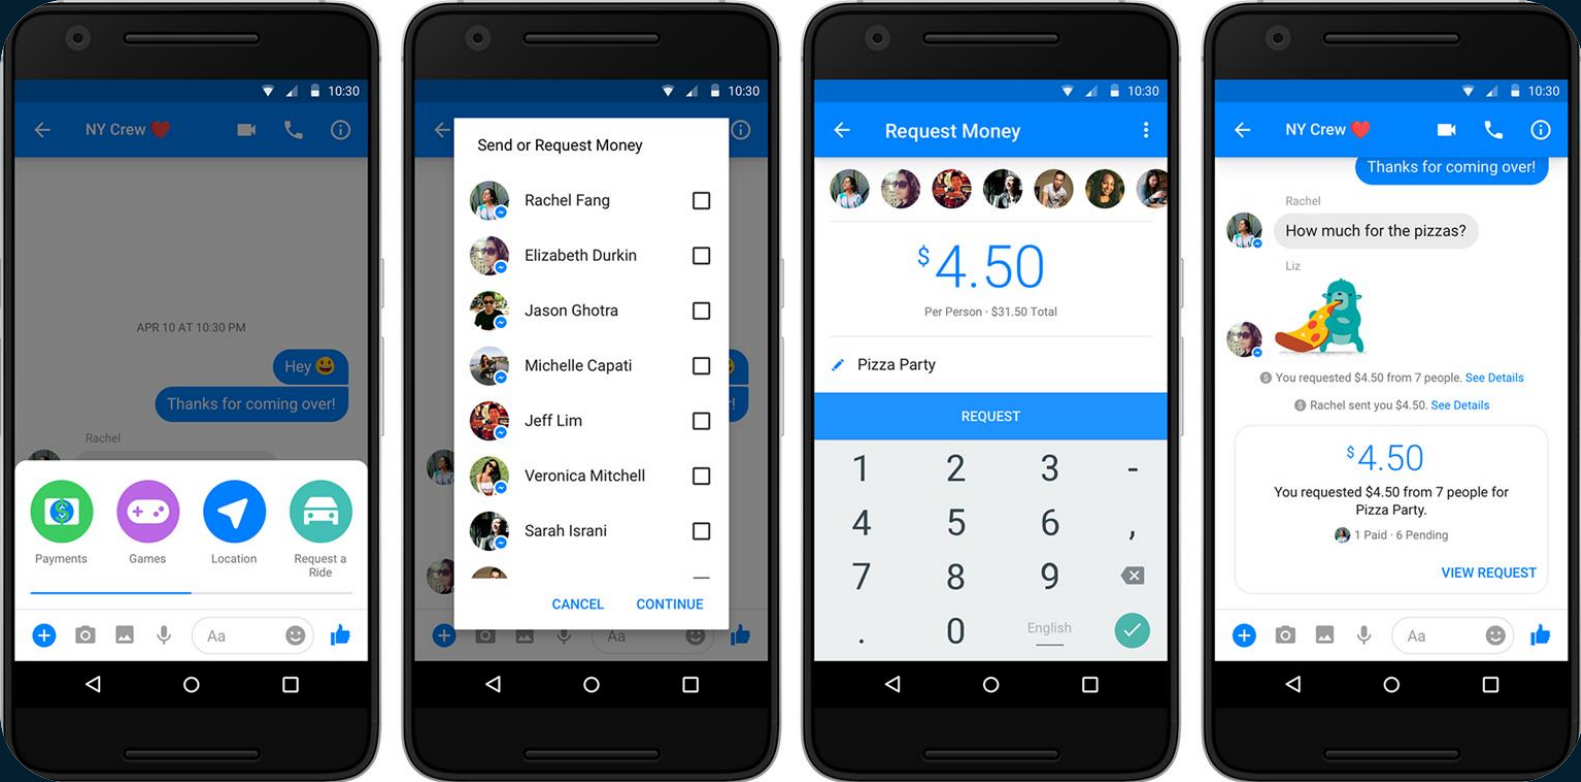 10:30
NY Crew ❤️
APR 10 AT 10:30 PM
Hey 😃
Thanks for coming over!
Rachel
Payments
Games
Location
Request a
Ride
Aa
10:30
Send or Request Money
Rachel Fang
Elizabeth Durkin
Jason Ghotra
Michelle Capati
Jeff Lim
Veronica Mitchell
Sarah Israni
CANCEL
CONTINUE
Aa
10:30
Request Money
$4.50
Per Person · $31.50 Total
Pizza Party
REQUEST
1 2 3 -
4 5 6 ,
7 8 9
. 0 English
10:30
NY Crew ❤️
Thanks for coming over!
Rachel
How much for the pizzas?
Liz
You requested $4.50 from 7 people. See Details
Rachel sent you $4.50. See Details
$4.50
You requested $4.50 from 7 people for
Pizza Party.
1 Paid · 6 Pending
VIEW REQUEST
Aa